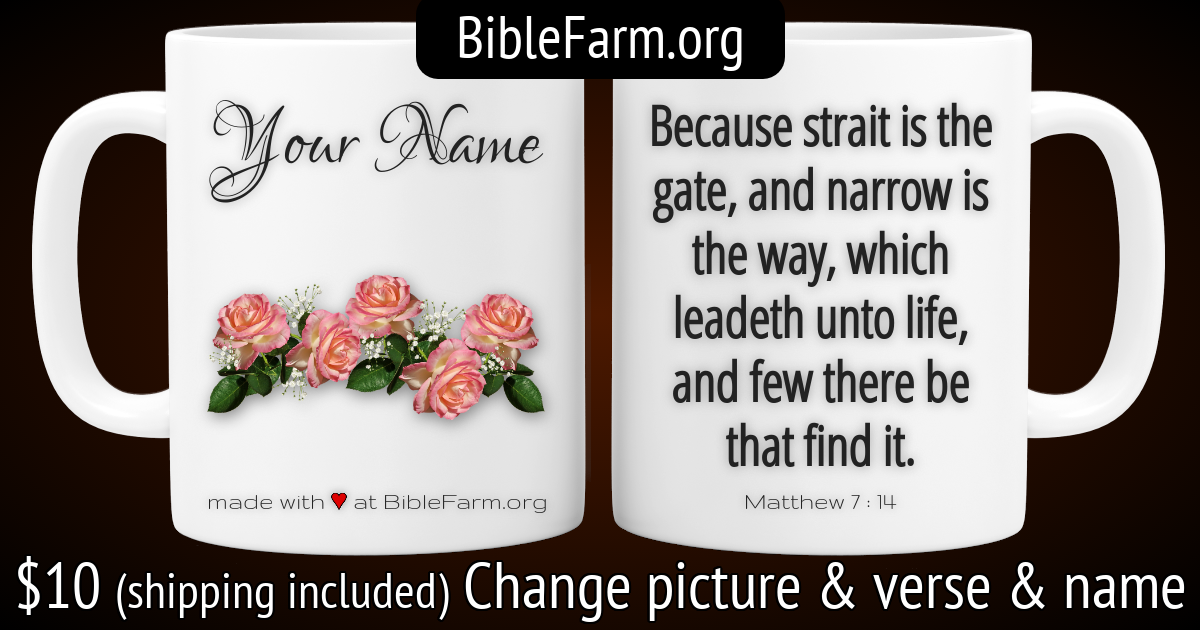 BibleFarm.org
Your Name
made with ♥ at BibleFarm.org
Because strait is the
gate, and narrow is
the way, which
leadeth unto life,
and few there be
that find it.
Matthew 7 : 14
$10 (shipping included) Change picture & verse & name